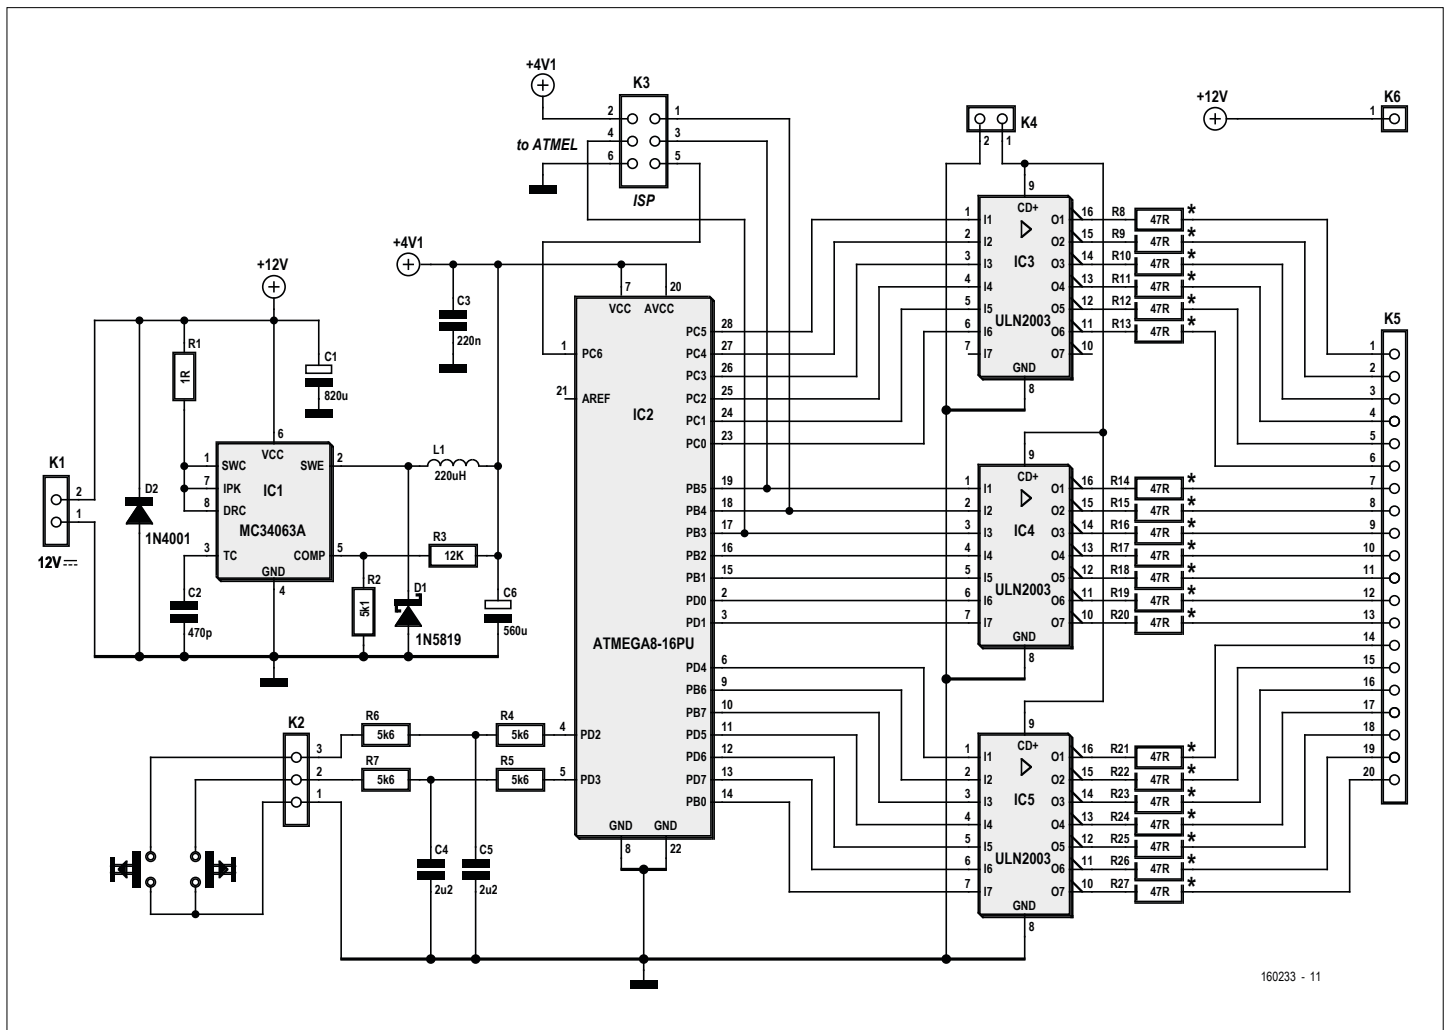 +4V1
K3
2
1
4
3
6
5
to ATMEL
ISP
K4
2
1
+12V
1
K6
+4V1
C3
220n
+12V
R1
1R
C1
820u
K1
2
1
12V
D2
1N4001
6
VCC
1
SWC
SWE
2
7
IPK
IC1
8
DRC
MC34063A
3
TC
COMP
5
GND
4
C2
470p
L1
220uH
R3
12K
R2
5k1
D1
1N5819
C6
560u
7
20
VCC
AVCC
1
PC6
21
AREF
IC2
ATMEGA8-16PU
PC5
28
PC4
27
PC3
26
PC2
25
PC1
24
PC0
23
PB5
19
PB4
18
PB3
17
PB2
16
PB1
15
PD0
2
PD1
3
PD4
6
PB6
9
PB7
10
PD5
11
PD6
12
PD7
13
PB0
14
4
PD2
5
PD3
GND
GND
8
22
K2
3
2
1
R6
5k6
R4
5k6
R7
5k6
R5
5k6
C4
2u2
C5
2u2
9
CD+
1
I1
O1
16
R8
47R
*
2
I2
O2
15
R9
47R
*
3
I3
IC3
O3
14
R10
47R
*
4
I4
O4
13
R11
47R
*
5
I5
O5
12
R12
47R
*
ULN2003
6
I6
O6
11
R13
47R
*
7
I7
O7
10
GND
8
9
CD+
1
I1
O1
16
R14
47R
*
2
I2
O2
15
R15
47R
*
3
I3
IC4
O3
14
R16
47R
*
4
I4
O4
13
R17
47R
*
5
I5
O5
12
R18
47R
*
ULN2003
6
I6
O6
11
R19
47R
*
7
I7
O7
10
R20
47R
*
GND
8
9
CD+
1
I1
O1
16
R21
47R
*
2
I2
O2
15
R22
47R
*
3
I3
IC5
O3
14
R23
47R
*
4
I4
O4
13
R24
47R
*
5
I5
O5
12
R25
47R
*
ULN2003
6
I6
O6
11
R26
47R
*
7
I7
O7
10
R27
47R
*
GND
8
K5
1
2
3
4
5
6
7
8
9
10
11
12
13
14
15
16
17
18
19
20
160233 - 11